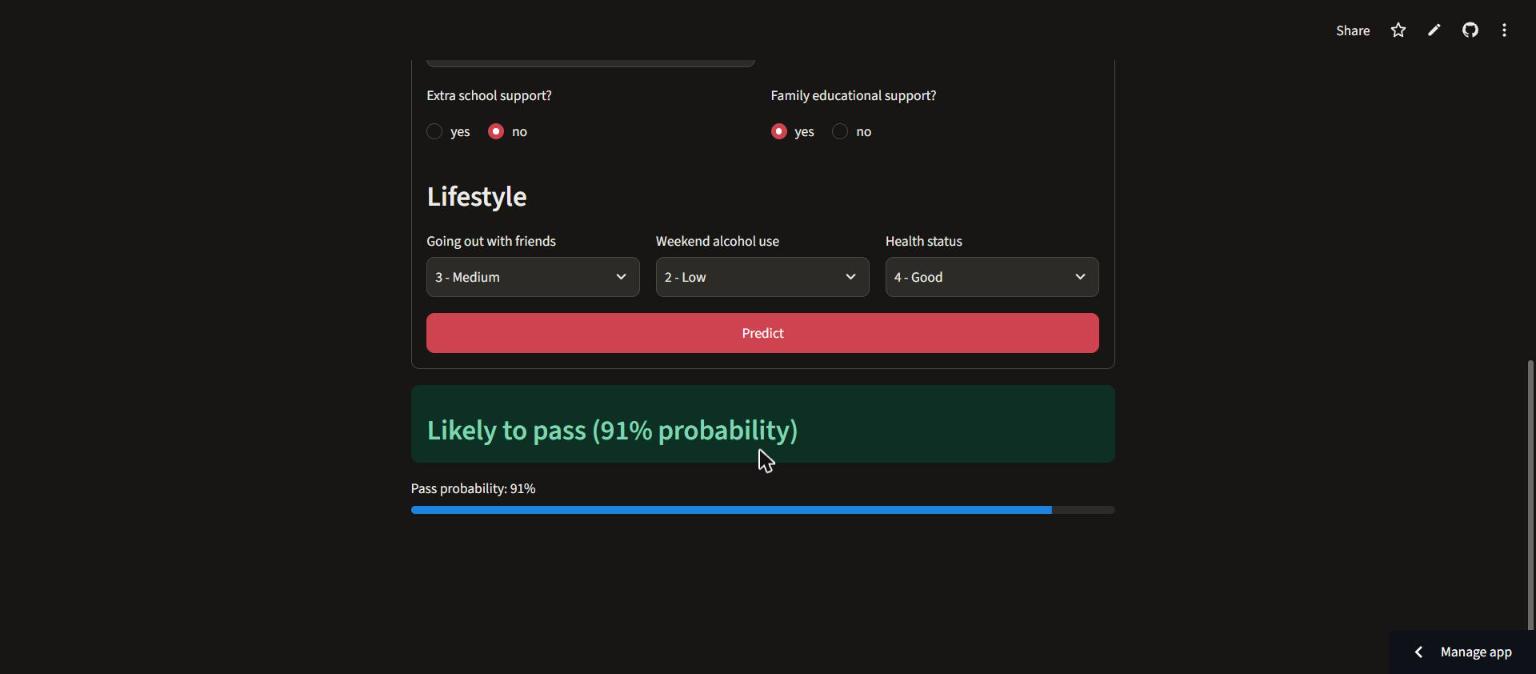 Share
Extra school support? Family educational support?
yes no yes no
Lifestyle
Going out with friends Weekend alcohol use Health status
3 - Medium 2 - Low 4 - Good
Predict
Likely to pass (91% probability)
Pass probability: 91%
Manage app